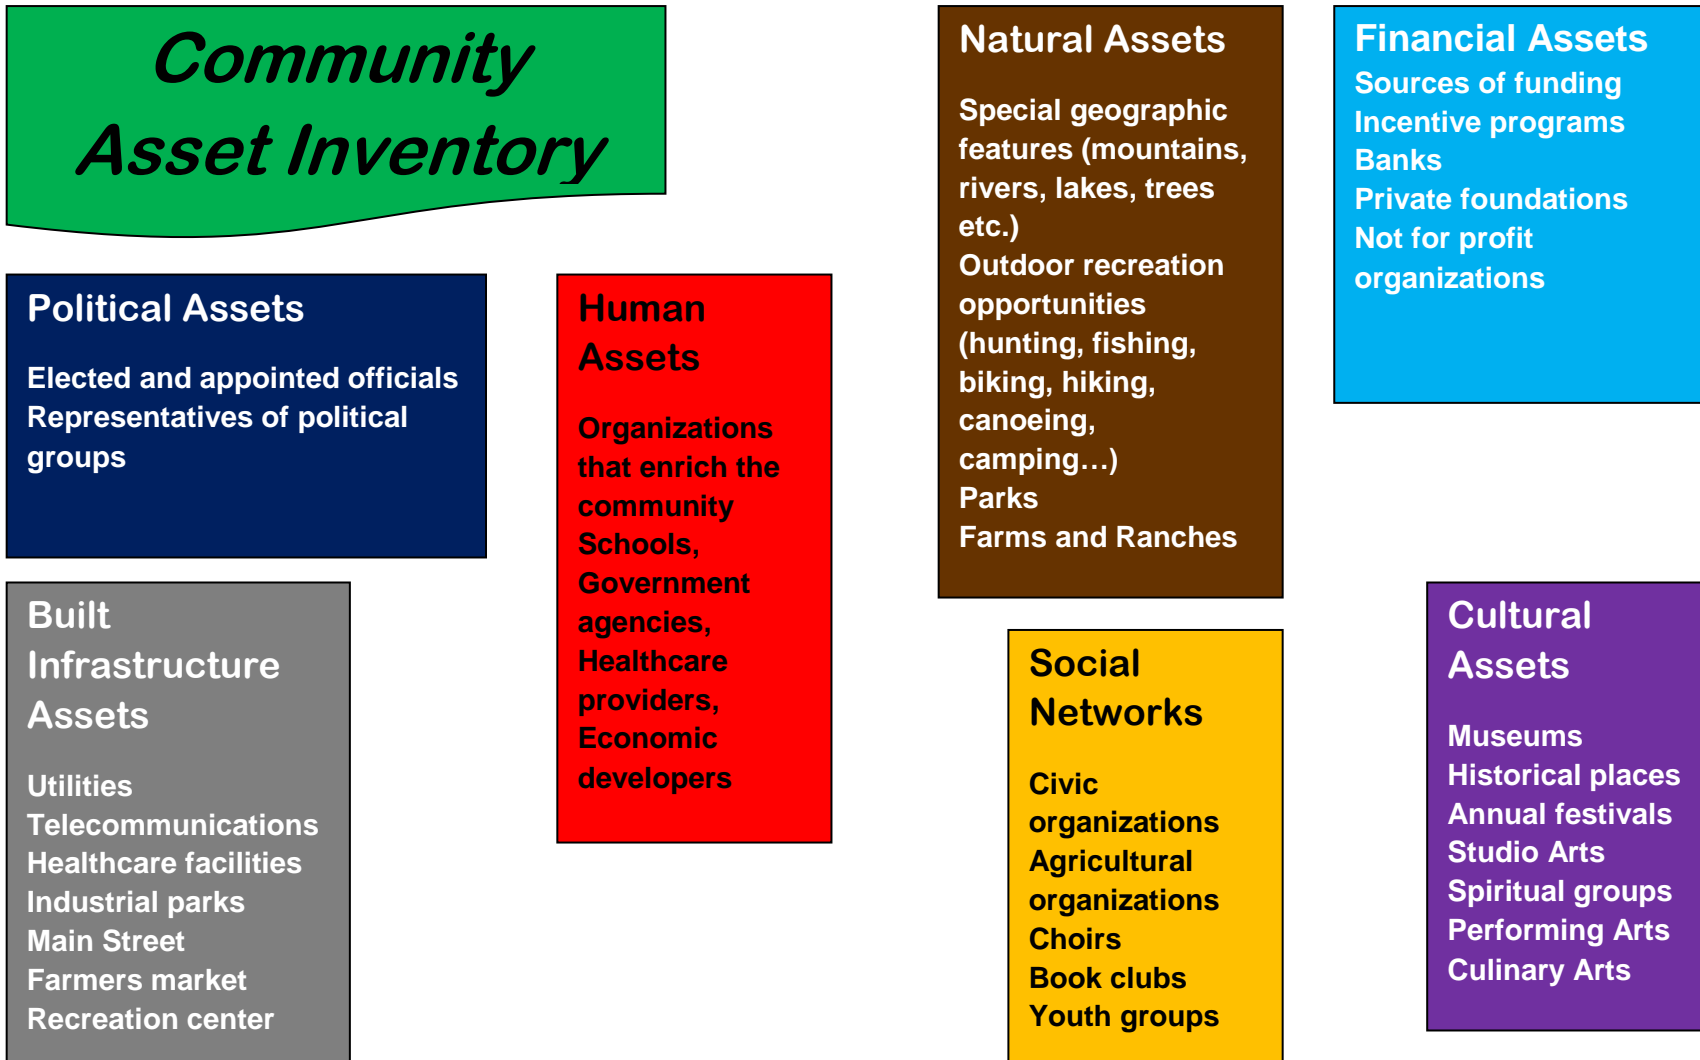 Community
Asset Inventory
Political Assets
Elected and appointed officials
Representatives of political
groups
Built
Infrastructure
Assets
Utilities
Telecommunications
Healthcare facilities
Industrial parks
Main Street
Farmers market
Recreation center
Human
Assets
Organizations
that enrich the
community
Schools,
Government
agencies,
Healthcare
providers,
Economic
developers
Natural Assets
Special geographic
features (mountains,
rivers, lakes, trees
etc.)
Outdoor recreation
opportunities
(hunting, fishing,
biking, hiking,
canoeing,
camping…)
Parks
Farms and Ranches
Social
Networks
Civic
organizations
Agricultural
organizations
Choirs
Book clubs
Youth groups
Financial Assets
Sources of funding
Incentive programs
Banks
Private foundations
Not for profit
organizations
Cultural
Assets
Museums
Historical places
Annual festivals
Studio Arts
Spiritual groups
Performing Arts
Culinary Arts